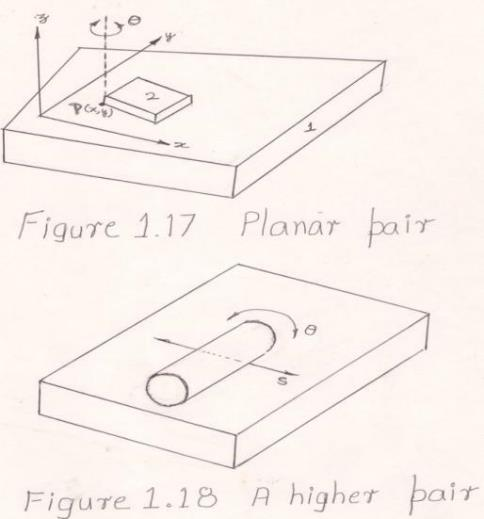 z
θ
y
2
P(x,y)
1
x
Figure 1.17 Planar pair
θ
s
Figure 1.18 A higher pair